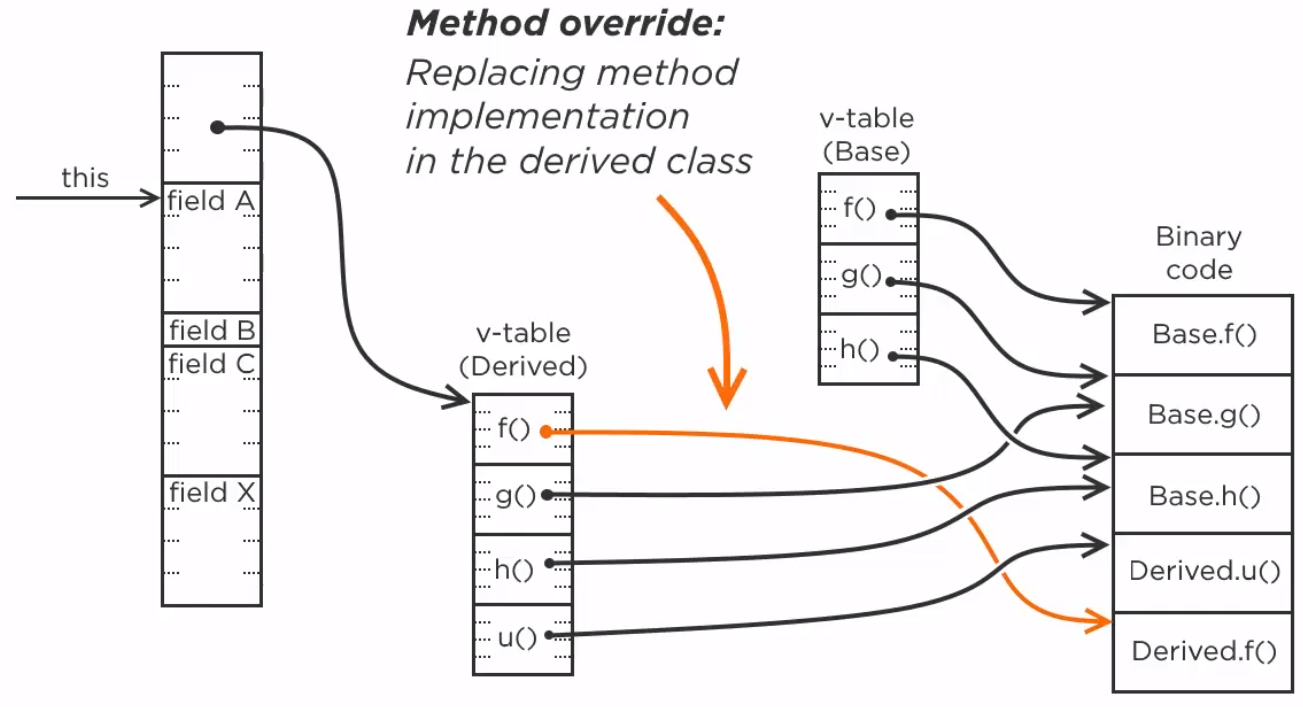 Method override:
Replacing method
implementation
in the derived class
this
field A
field B
field C
field X
v-table
(Derived)
f()
g()
h()
u()
v-table
(Base)
f()
g()
h()
Binary
code
Base.f()
Base.g()
Base.h()
Derived.u()
Derived.f()